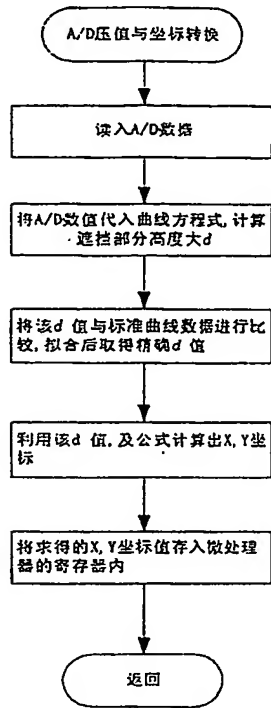 A/D压值与坐标转换
读入A/D数据
将A/D数值代入曲线方程式,计算
遮挡部分高度大d
将该d 值与标准曲线数据进行比
较,拟合后取得精确d 值
利用该d 值,及公式计算出X,Y坐
标
将求得的X,Y坐标值存入微处理
器的寄存器内
返回